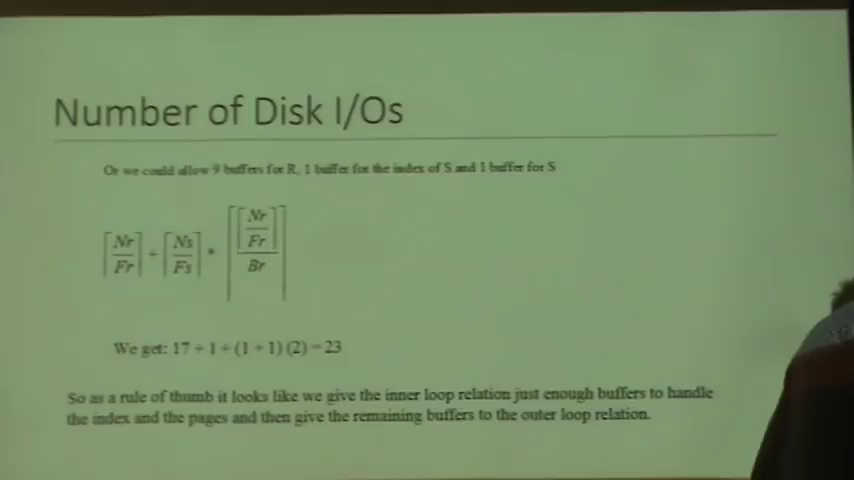 Number of Disk I/Os
Or we could allow 9 buffers for R, 1 buffer for the index of S and 1 buffer for S
⌈Nr/Fr⌉ + ⌈Ns/Fs⌉ * ⌈⌈Nr/Fr⌉/Br⌉
We get: 17 + 1 + (1 + 1) (2) = 23
So as a rule of thumb it looks like we give the inner loop relation just enough buffers to handle
the index and the pages and then give the remaining buffers to the outer loop relation.